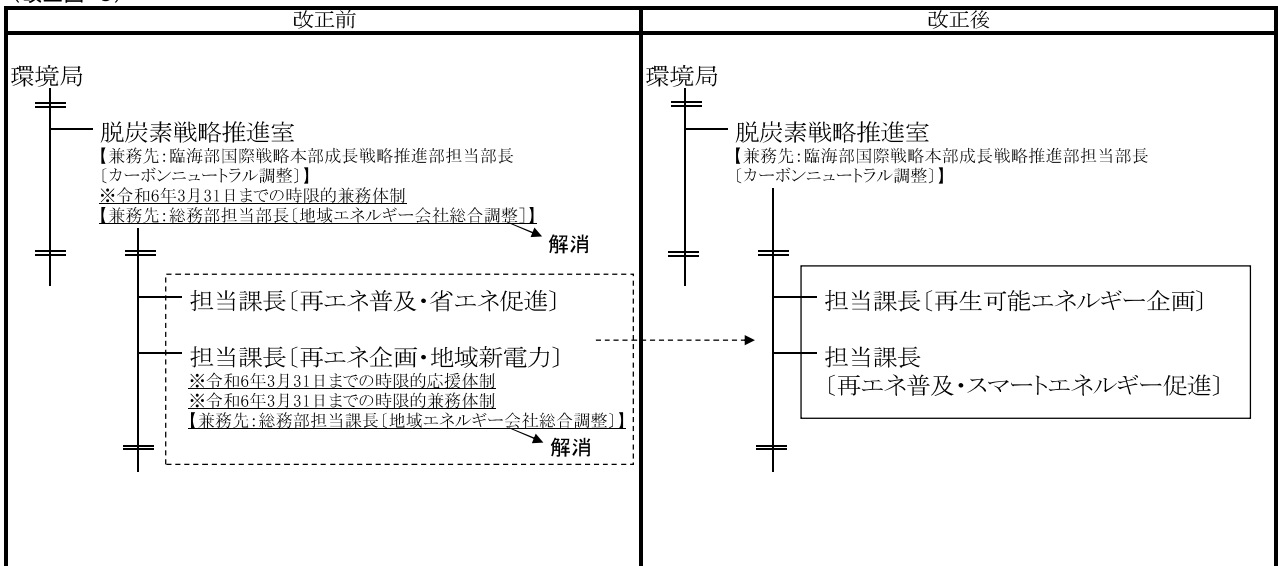 改正前
環境局
脱炭素戦略推進室
【兼務先:臨海部国際戦略本部成長戦略推進部担当部長
〔カーボンニュートラル調整〕】
※令和6年3月31日までの時限的兼務体制
【兼務先:総務部担当部長〔地域エネルギー会社総合調整〕】
解消
担当課長〔再エネ普及・省エネ促進〕
担当課長〔再エネ企画・地域新電力〕
※令和6年3月31日までの時限的応援体制
※令和6年3月31日までの時限的兼務体制
【兼務先:総務部担当課長〔地域エネルギー会社総合調整〕】
解消
改正後
環境局
脱炭素戦略推進室
【兼務先:臨海部国際戦略本部成長戦略推進部担当部長
〔カーボンニュートラル調整〕】
担当課長〔再生可能エネルギー企画〕
担当課長
〔再エネ普及・スマートエネルギー促進〕